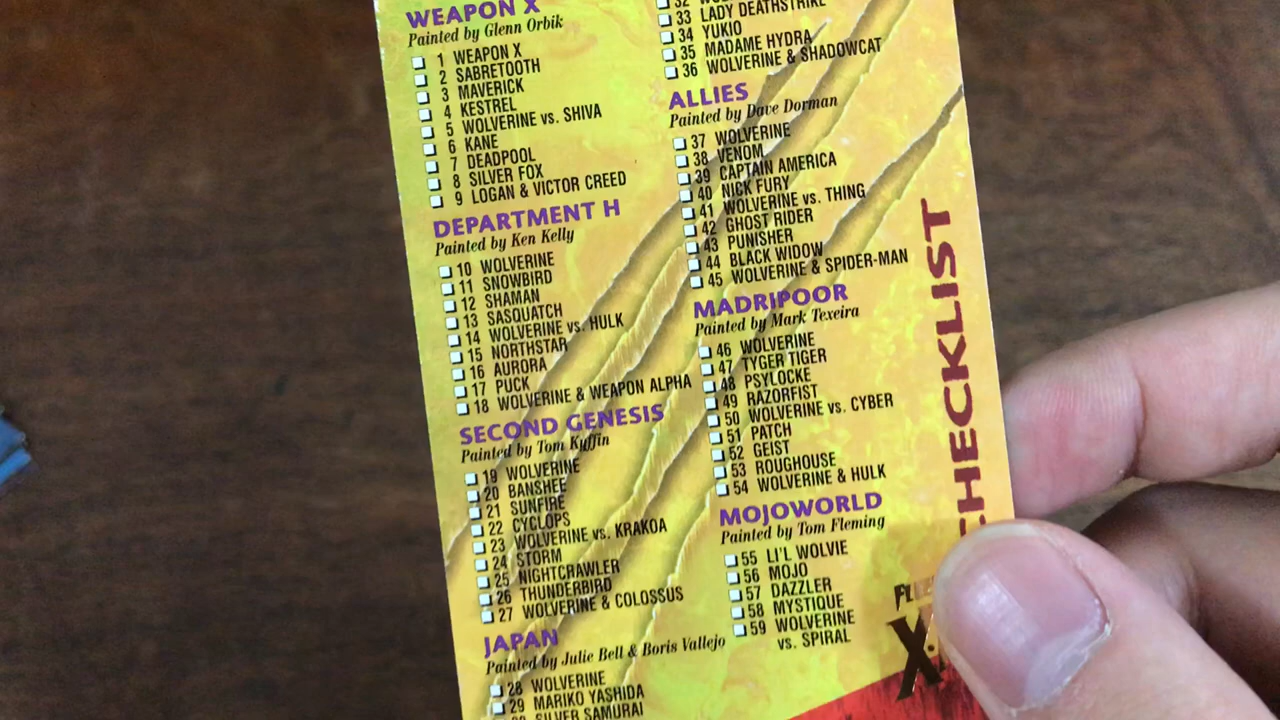 WEAPON X
Painted by Glenn Orbik
1 WEAPON X
2 SABRETOOTH
3 MAVERICK
4 KESTREL
5 WOLVERINE vs. SHIVA
6 KANE
7 DEADPOOL
8 SILVER FOX
9 LOGAN & VICTOR CREED
DEPARTMENT H
Painted by Ken Kelly
10 WOLVERINE
11 SNOWBIRD
12 SHAMAN
13 SASQUATCH
14 WOLVERINE vs. HULK
15 NORTHSTAR
16 AURORA
17 PUCK
18 WOLVERINE & WEAPON ALPHA
SECOND GENESIS
Painted by Tom Kyffin
19 WOLVERINE
20 BANSHEE
21 SUNFIRE
22 CYCLOPS
23 WOLVERINE vs. KRAKOA
24 STORM
25 NIGHTCRAWLER
26 THUNDERBIRD
27 WOLVERINE & COLOSSUS
JAPAN
Painted by Julie Bell & Boris Vallejo
28 WOLVERINE
29 MARIKO YASHIDA
SILVER SAMURAI
32
33 LADY DEATHSTRIKE
34 YUKIO
35 MADAME HYDRA
36 WOLVERINE & SHADOWCAT
ALLIES
Painted by Dave Dorman
37 WOLVERINE
38 VENOM
39 CAPTAIN AMERICA
40 NICK FURY
41 WOLVERINE vs. THING
42 GHOST RIDER
43 PUNISHER
44 BLACK WIDOW
45 WOLVERINE & SPIDER-MAN
MADRIPOOR
Painted by Mark Texeira
46 WOLVERINE
47 TYGER TIGER
48 PSYLOCKE
49 RAZORFIST
50 WOLVERINE vs. CYBER
51 PATCH
52 GEIST
53 ROUGHOUSE
54 WOLVERINE & HULK
MOJOWORLD
Painted by Tom Fleming
55 LI'L WOLVIE
56 MOJO
57 DAZZLER
58 MYSTIQUE
59 WOLVERINE
vs. SPIRAL
CHECKLIST